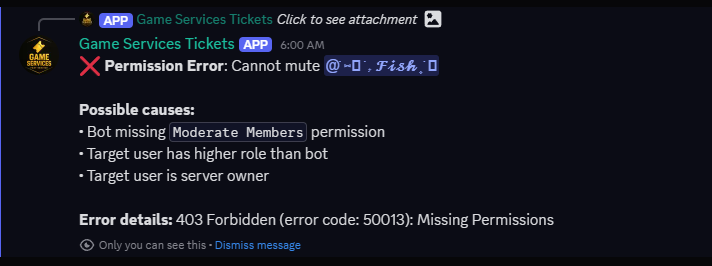 APP Game Services Tickets Click to see attachment
GAME
SERVICES
Game Services Tickets APP 6:00 AM
❌ Permission Error: Cannot mute 𝓕𝓲𝓼𝓱
Possible causes:
• Bot missing Moderate Members permission
• Target user has higher role than bot
• Target user is server owner
Error details: 403 Forbidden (error code: 50013): Missing Permissions
Only you can see this • Dismiss message